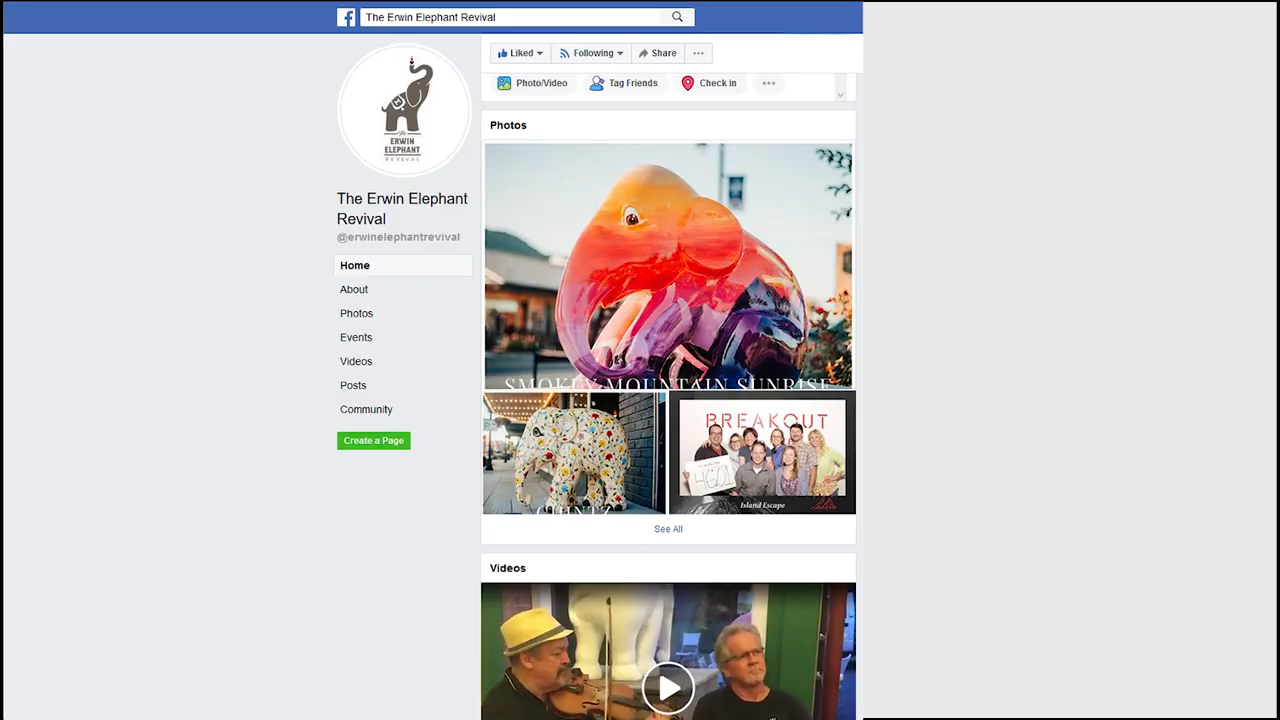 The Erwin Elephant Revival
Liked
Following
Share
Photo/Video
Tag Friends
Check in
The
ERWIN
ELEPHANT
REVIVAL
The Erwin Elephant
Revival
@erwinelephantrevival
Home
About
Photos
Events
Videos
Posts
Community
Create a Page
Photos
SMOKEY MOUNTAIN SUNRISE
CHINTZ
BREAKOUT
4601
Island Escape
See All
Videos